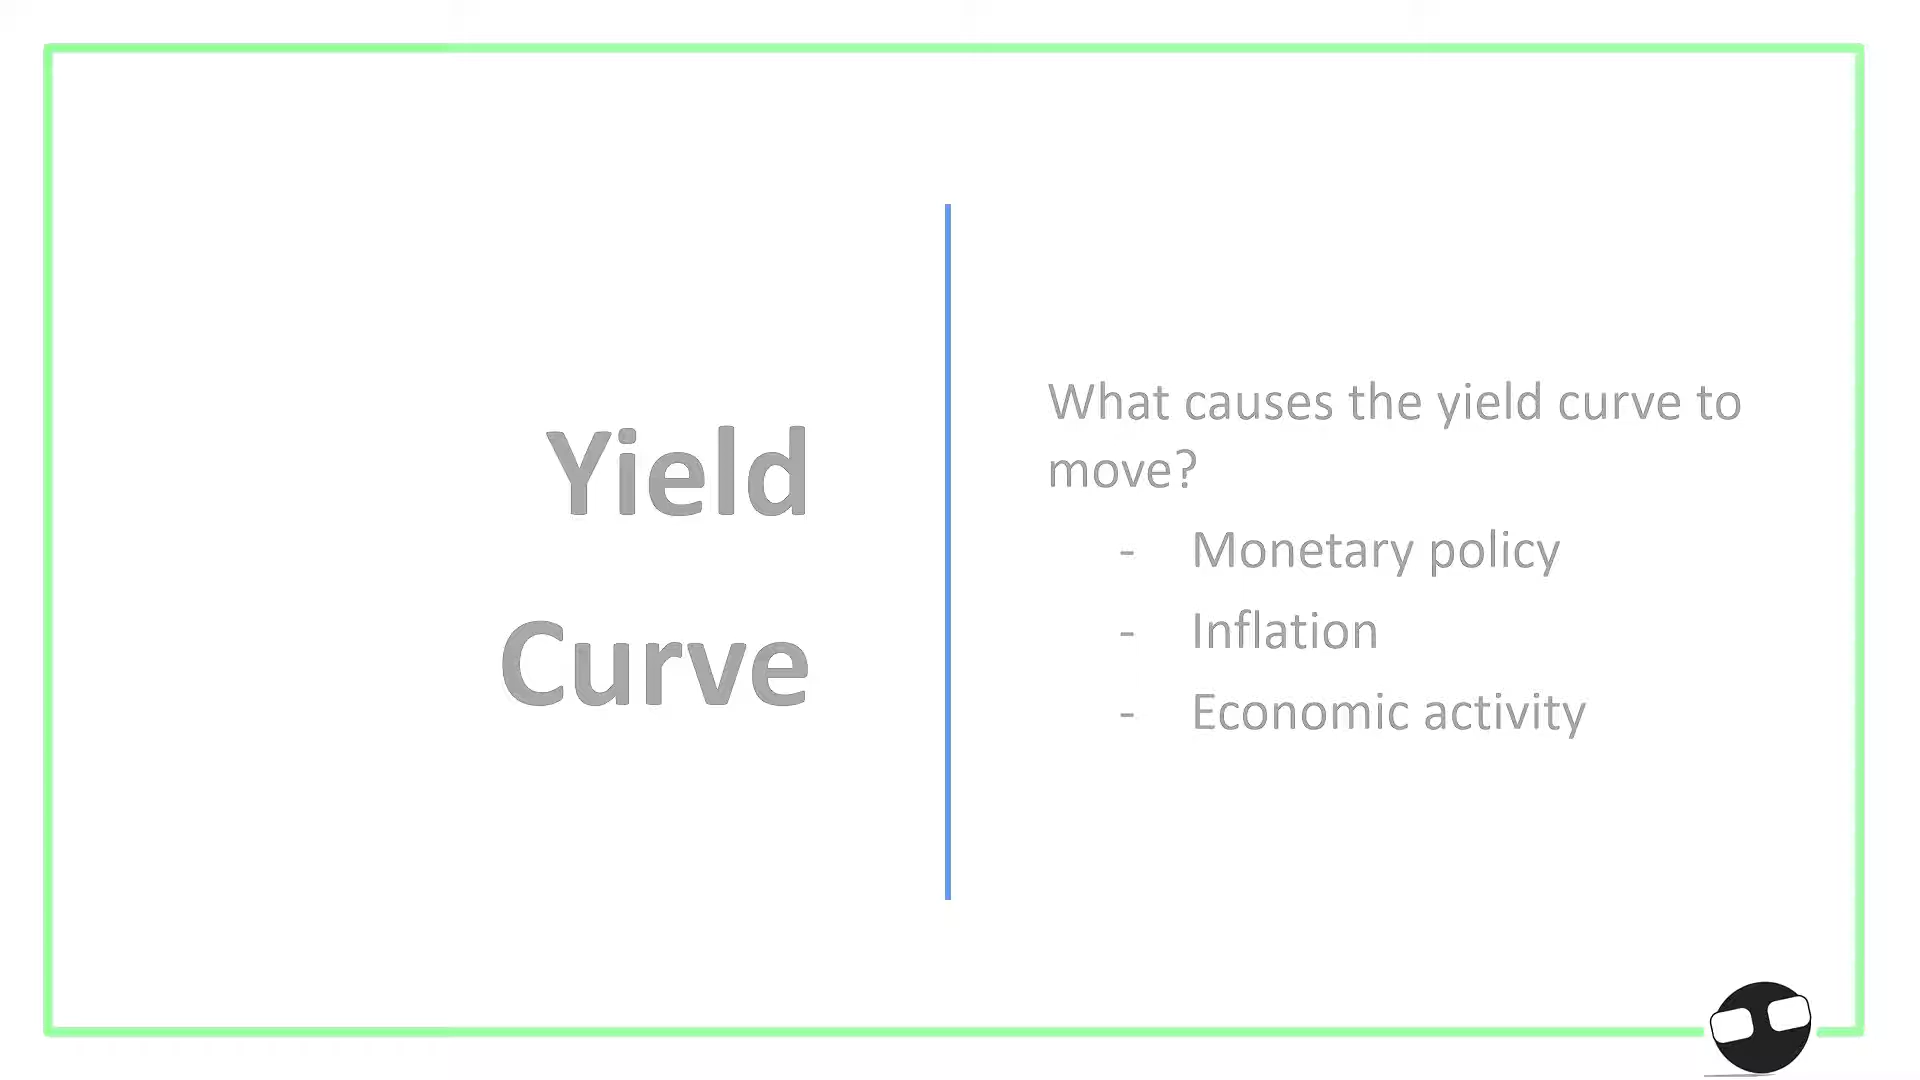 Yield
Curve
What causes the yield curve to
move?
- Monetary policy
- Inflation
- Economic activity